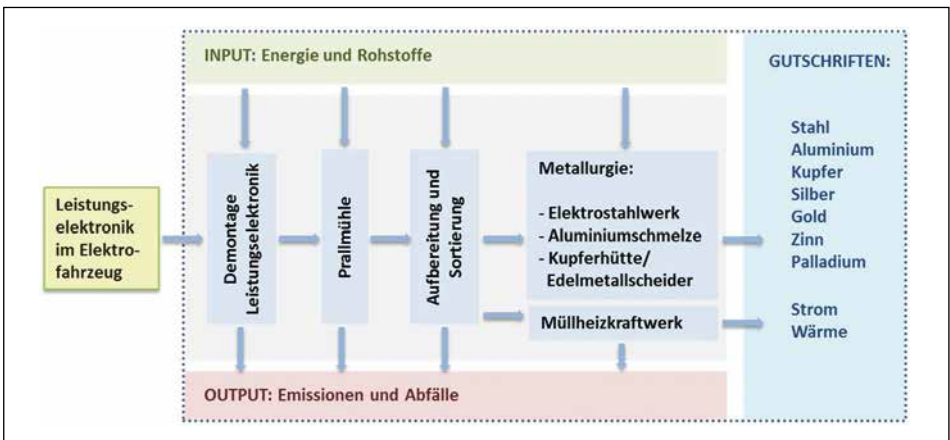 INPUT: Energie und Rohstoffe
GUTSCHRIFTEN:
Leistungs-
elektronik
im Elektro-
fahrzeug
Demontage
Leistungselektronik
Prallmühle
Aufbereitung und
Sortierung
Metallurgie:
- Elektrostahlwerk
- Aluminiumschmelze
- Kupferhütte/
Edelmetallscheider
Müllheizkraftwerk
Stahl
Aluminium
Kupfer
Silber
Gold
Zinn
Palladium
Strom
Wärme
OUTPUT: Emissionen und Abfälle